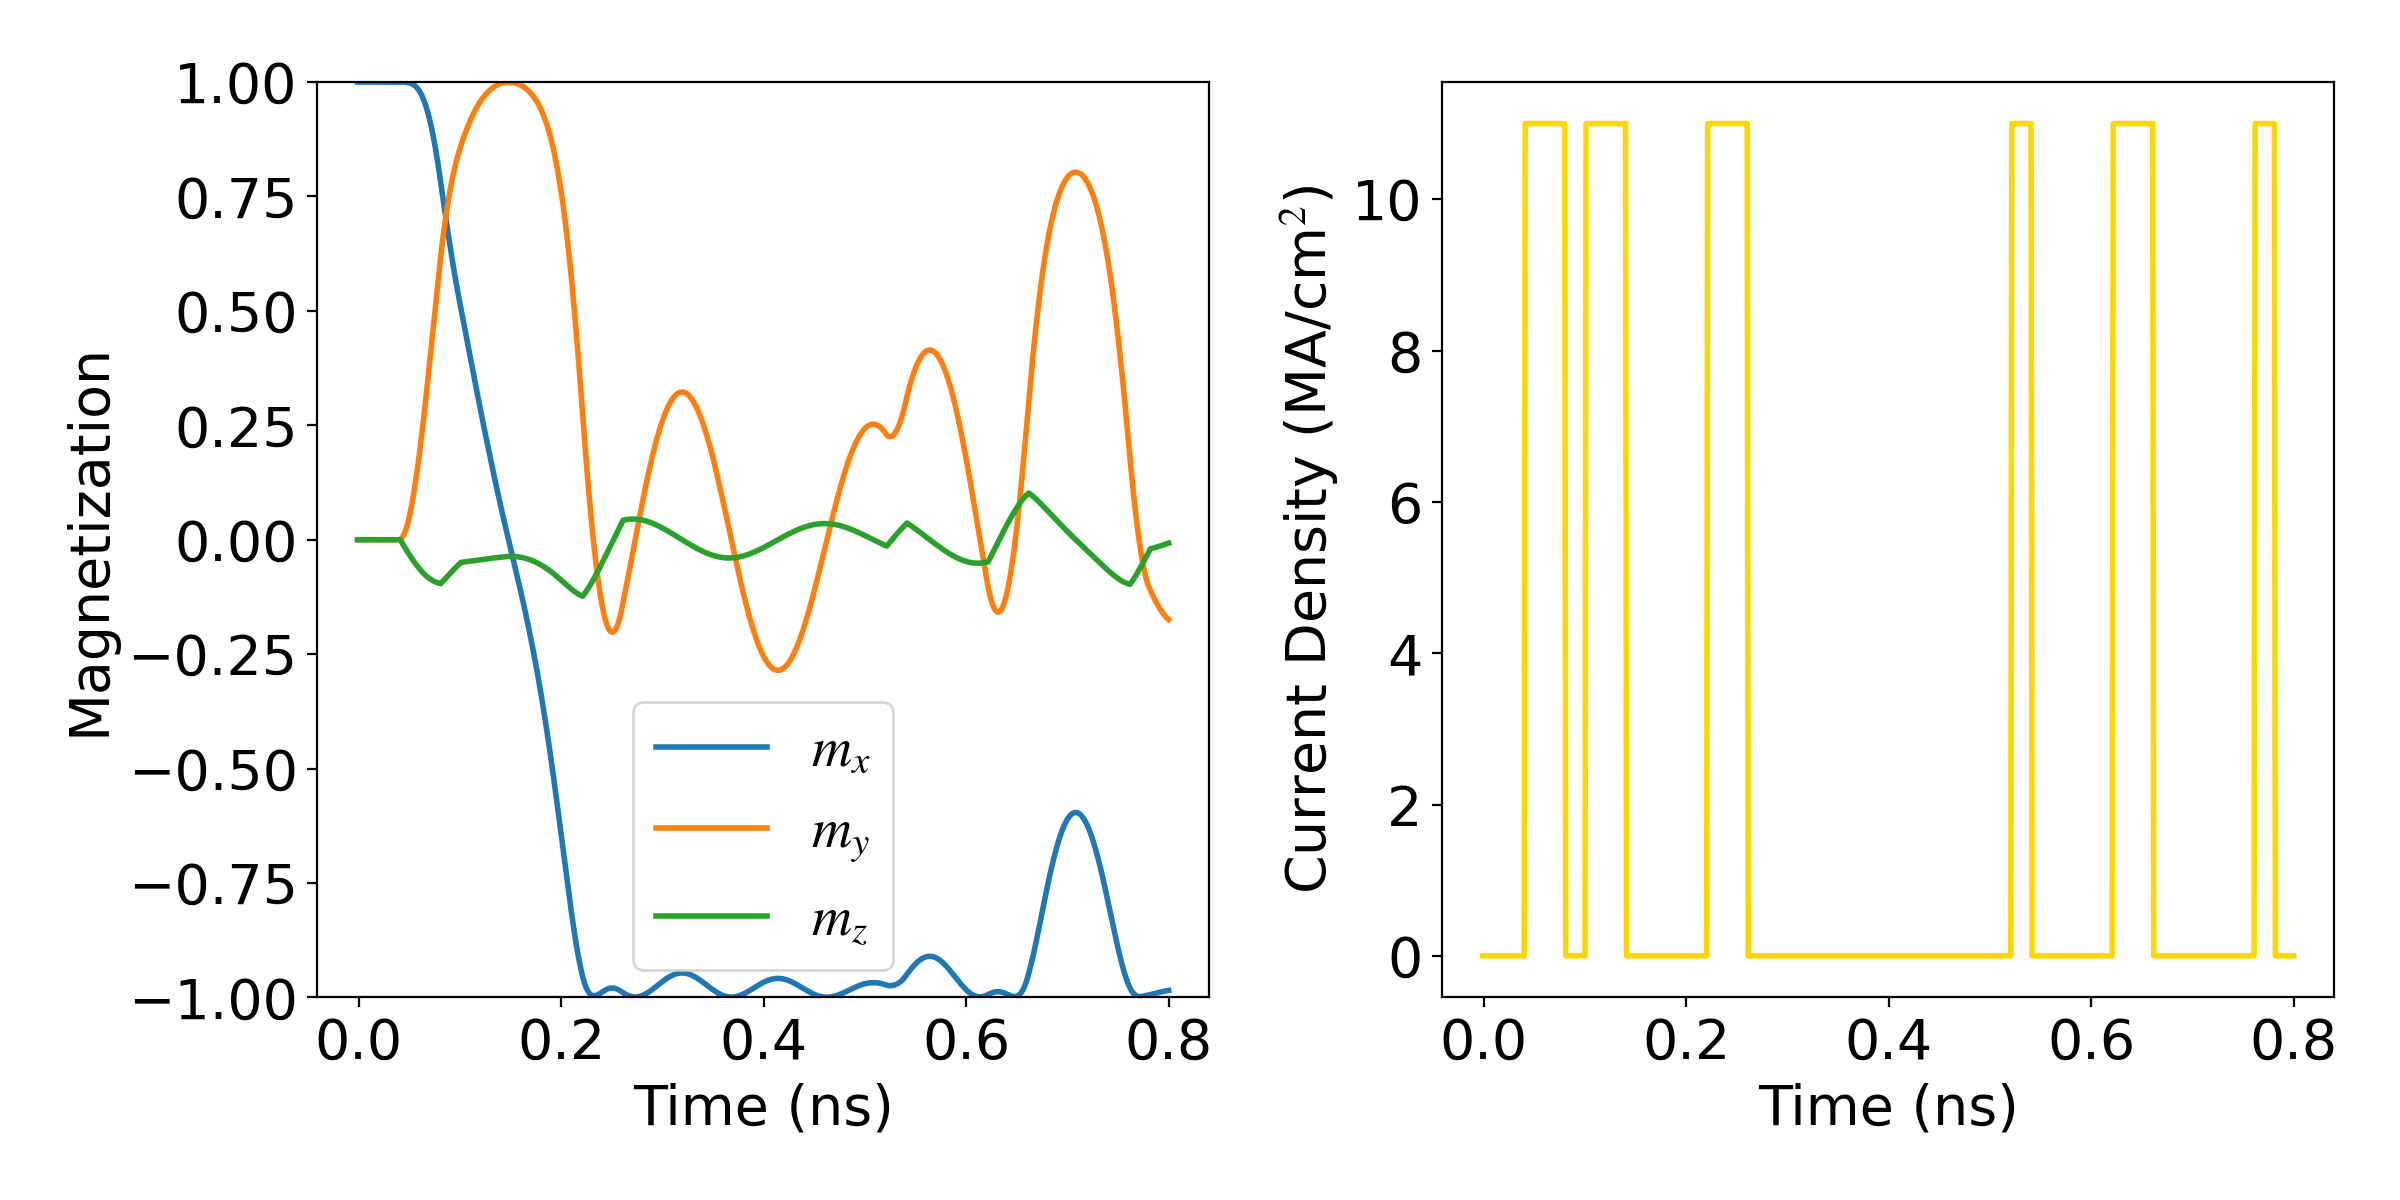 Magnetization
1.00
0.75
0.50
0.25
0.00
−0.25
−0.50
−0.75
−1.00
0.0 0.2 0.4 0.6 0.8
Time (ns)
m_x
m_y
m_z
Current Density (MA/cm²)
10
8
6
4
2
0
0.0 0.2 0.4 0.6 0.8
Time (ns)